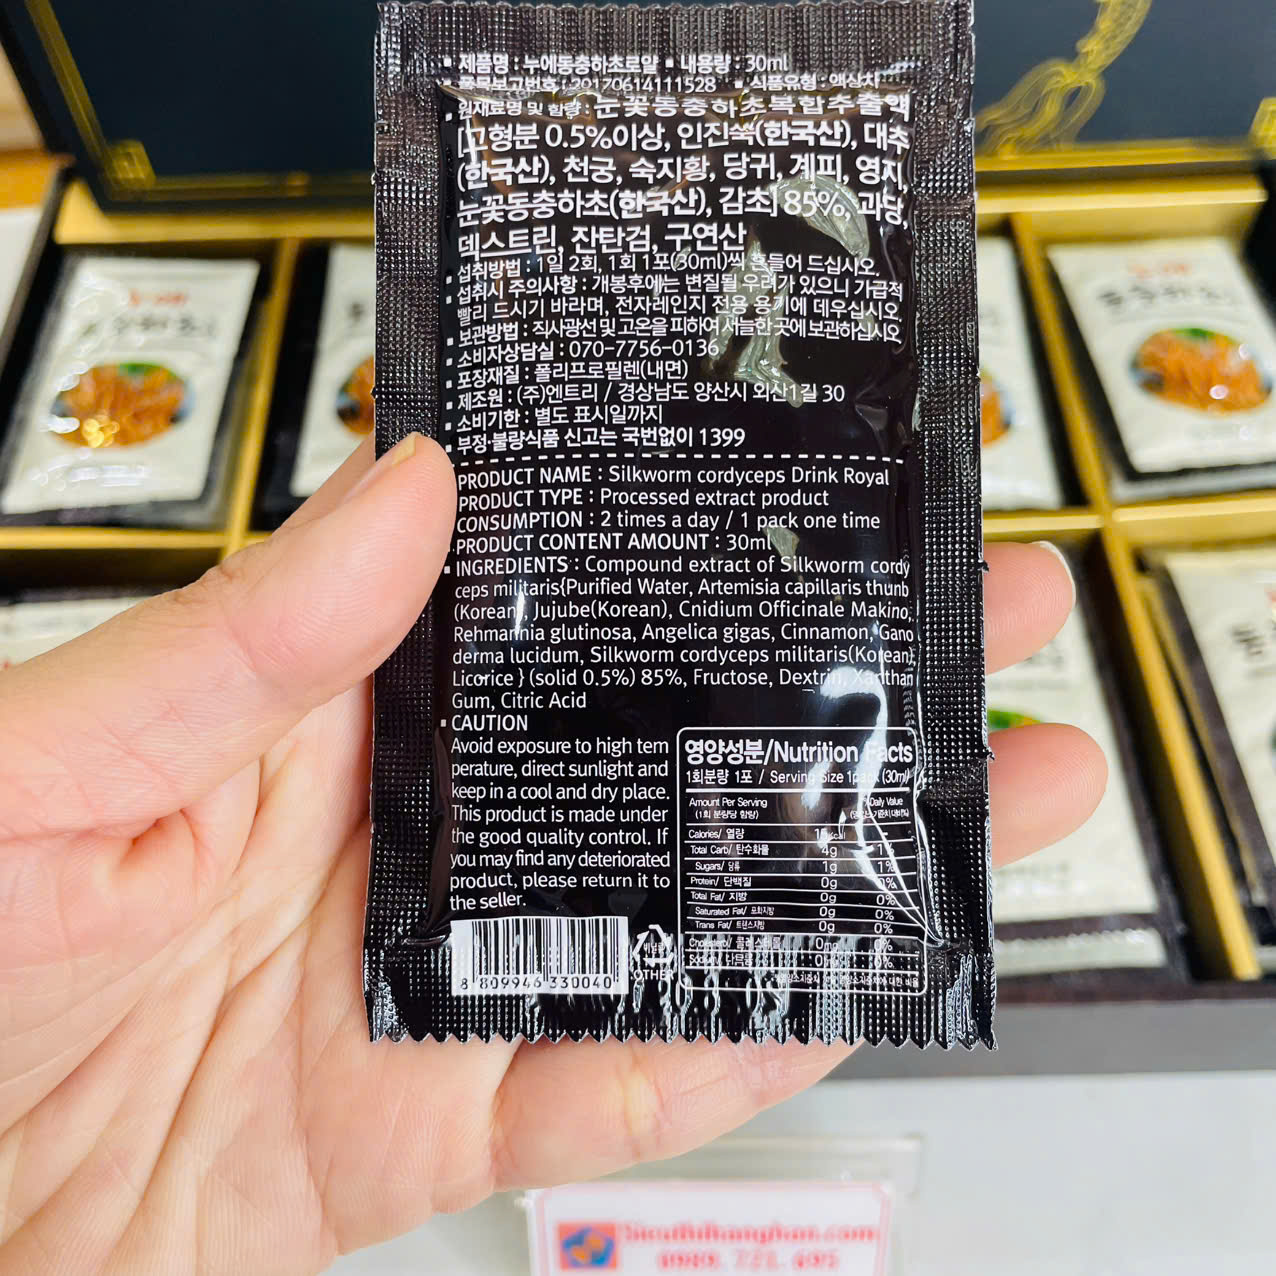 ▪ 제품명 : 누에동충하초로얄 ▪ 내용량 : 30ml
▪ 품목보고번호 : 20170614111528 ▪ 식품유형 : 액상차
▪ 원재료명 및 함량 : 눈꽃동충하초복합추출액
[고형분 0.5%이상, 인진쑥(한국산), 대추
(한국산), 천궁, 숙지황, 당귀, 계피, 영지,
눈꽃동충하초(한국산), 감초] 85%, 과당,
덱스트린, 잔탄검, 구연산
▪ 섭취방법 : 1일 2회, 1회 1포(30ml)씩 흔들어 드십시오.
▪ 섭취시 주의사항 : 개봉후에는 변질될 우려가 있으니 가급적
빨리 드시기 바라며, 전자레인지 전용 용기에 데우십시오.
▪ 보관방법 : 직사광선 및 고온을 피하여 서늘한 곳에 보관하십시오
▪ 소비자상담실 : 070-7756-0136
▪ 포장재질 : 폴리프로필렌(내면)
▪ 제조원 : (주)엔트리 / 경상남도 양산시 외산1길 30
▪ 소비기한 : 별도 표시일까지
▪ 부정·불량식품 신고는 국번없이 1399
PRODUCT NAME : Silkworm cordyceps Drink Royal
PRODUCT TYPE : Processed extract product
CONSUMPTION : 2 times a day / 1 pack one time
PRODUCT CONTENT AMOUNT : 30ml
▪ INGREDIENTS : Compound extract of Silkworm cordy
ceps militaris{Purified Water, Artemisia capillaris thunb
(Korean), Jujube(Korean), Cnidium Officinale Makino,
Rehmannia glutinosa, Angelica gigas, Cinnamon, Gano
derma lucidum, Silkworm cordyceps militaris(Korean),
Licorice } (solid 0.5%) 85%, Fructose, Dextrin, Xanthan
Gum, Citric Acid
▪ CAUTION
Avoid exposure to high tem
perature, direct sunlight and
keep in a cool and dry place.
This product is made under
the good quality control. If
you may find any deteriorated
product, please return it to
the seller.
8 809946 330040
OTHER
영양성분/Nutrition Facts
1회분량 1포 / Serving Size 1pack (30ml)
Amount Per Serving %Daily Value
(1회 분량당 함량)
Calories/ 열량
Total Carb/ 탄수화물 4g 1%
Sugars/ 당류 1g 1%
Protein/ 단백질 0g 0%
Total Fat/ 지방 0g 0%
Saturated Fat/ 포화지방 0g 0%
Trans Fat/ 트랜스지방 0g 0%
Cholesterol/ 콜레스테롤 0mg 0%
Sodium/ 나트륨 0%
Sieuthihanghan.com
0989. 721. 695